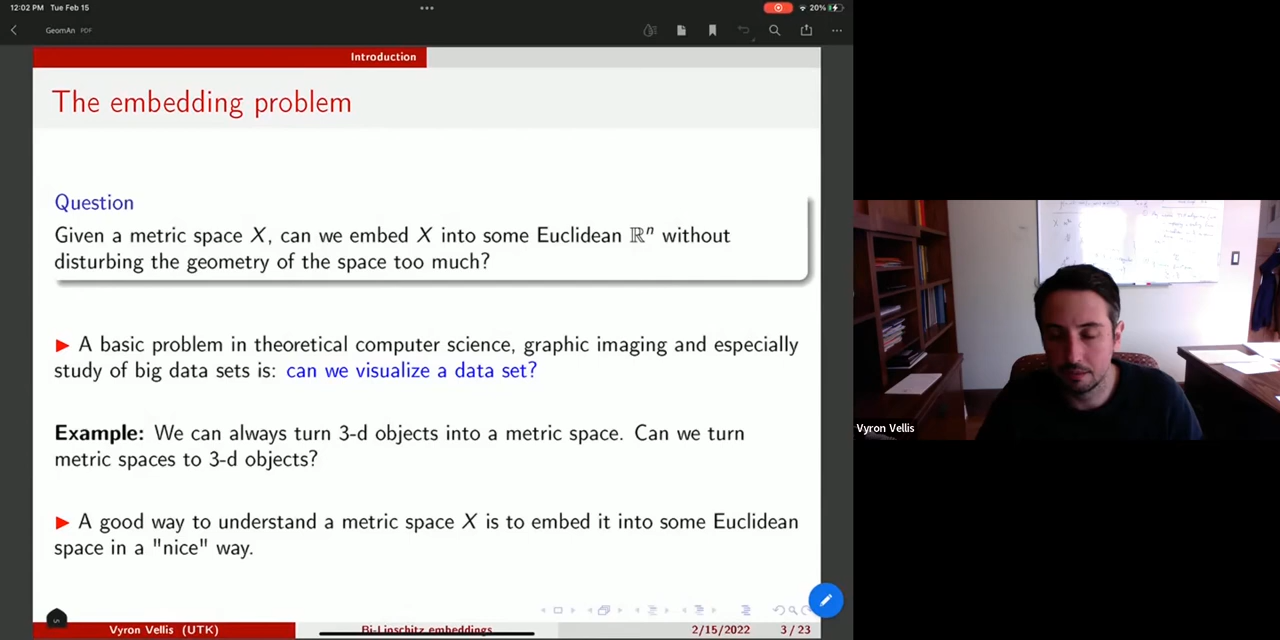 12:02 PM Tue Feb 15
20%
GeomAn PDF
Introduction
The embedding problem
Question
Given a metric space X, can we embed X into some Euclidean ℝⁿ without
disturbing the geometry of the space too much?
▶ A basic problem in theoretical computer science, graphic imaging and especially
study of big data sets is: can we visualize a data set?
Example: We can always turn 3-d objects into a metric space. Can we turn
metric spaces to 3-d objects?
▶ A good way to understand a metric space X is to embed it into some Euclidean
space in a "nice" way.
Vyron Vellis (UTK)
Bi-Lipschitz embeddings
2/15/2022
3 / 23
Vyron Vellis